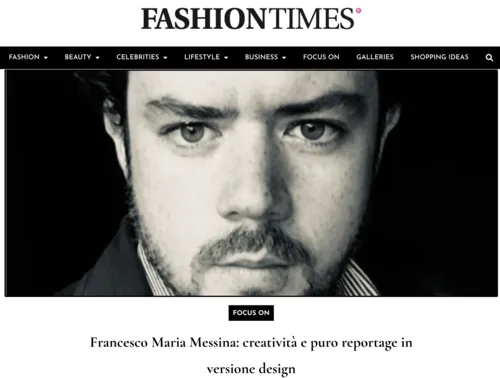 FASHIONTIMES
FASHION BEAUTY CELEBRITIES LIFESTYLE BUSINESS FOCUS ON GALLERIES SHOPPING IDEAS
FOCUS ON
Francesco Maria Messina: creatività e puro reportage in
versione design